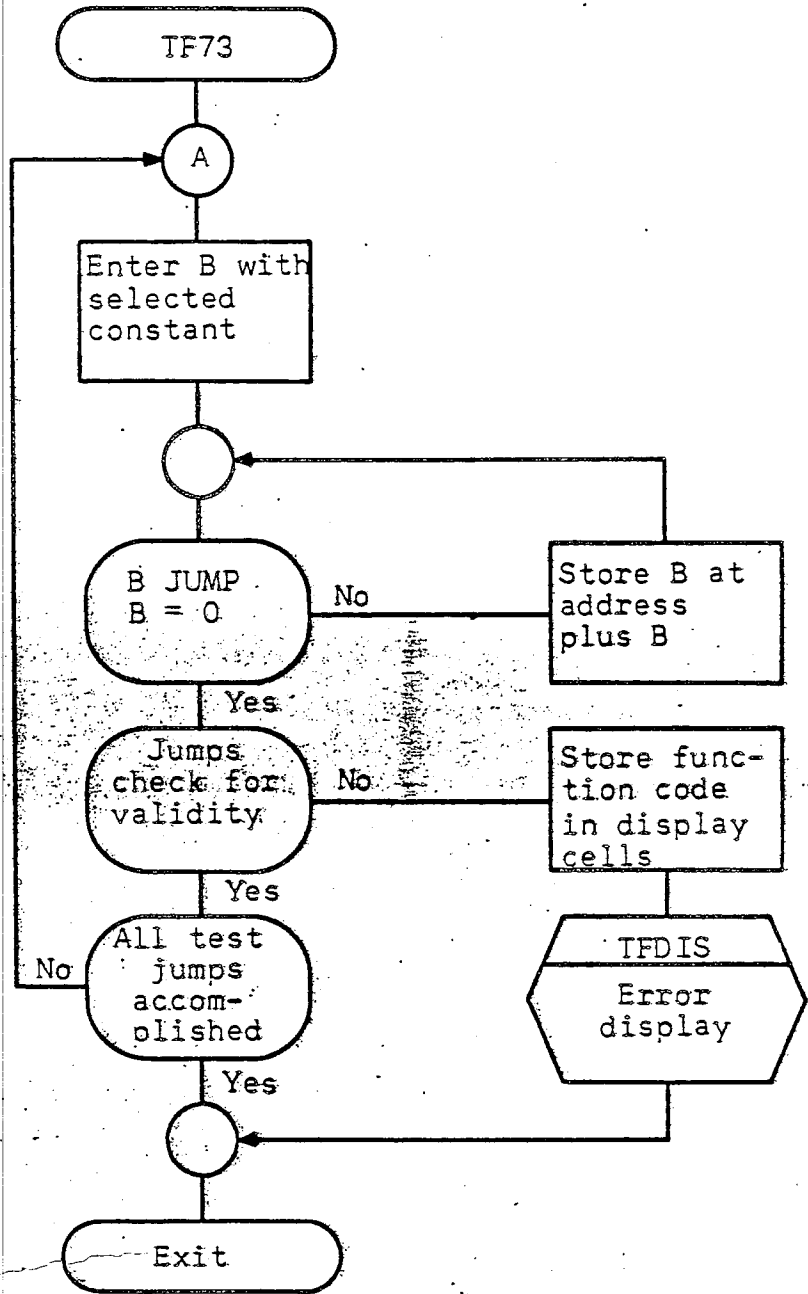 TF73
A
Enter B with
selected
constant
B JUMP
B = 0
No
Store B at
address
plus B
Yes
Jumps
check for
validity
No
Store func-
tion code
in display
cells
Yes
All test
jumps
accom-
plished
No
TFDIS
Error
display
Yes
Exit